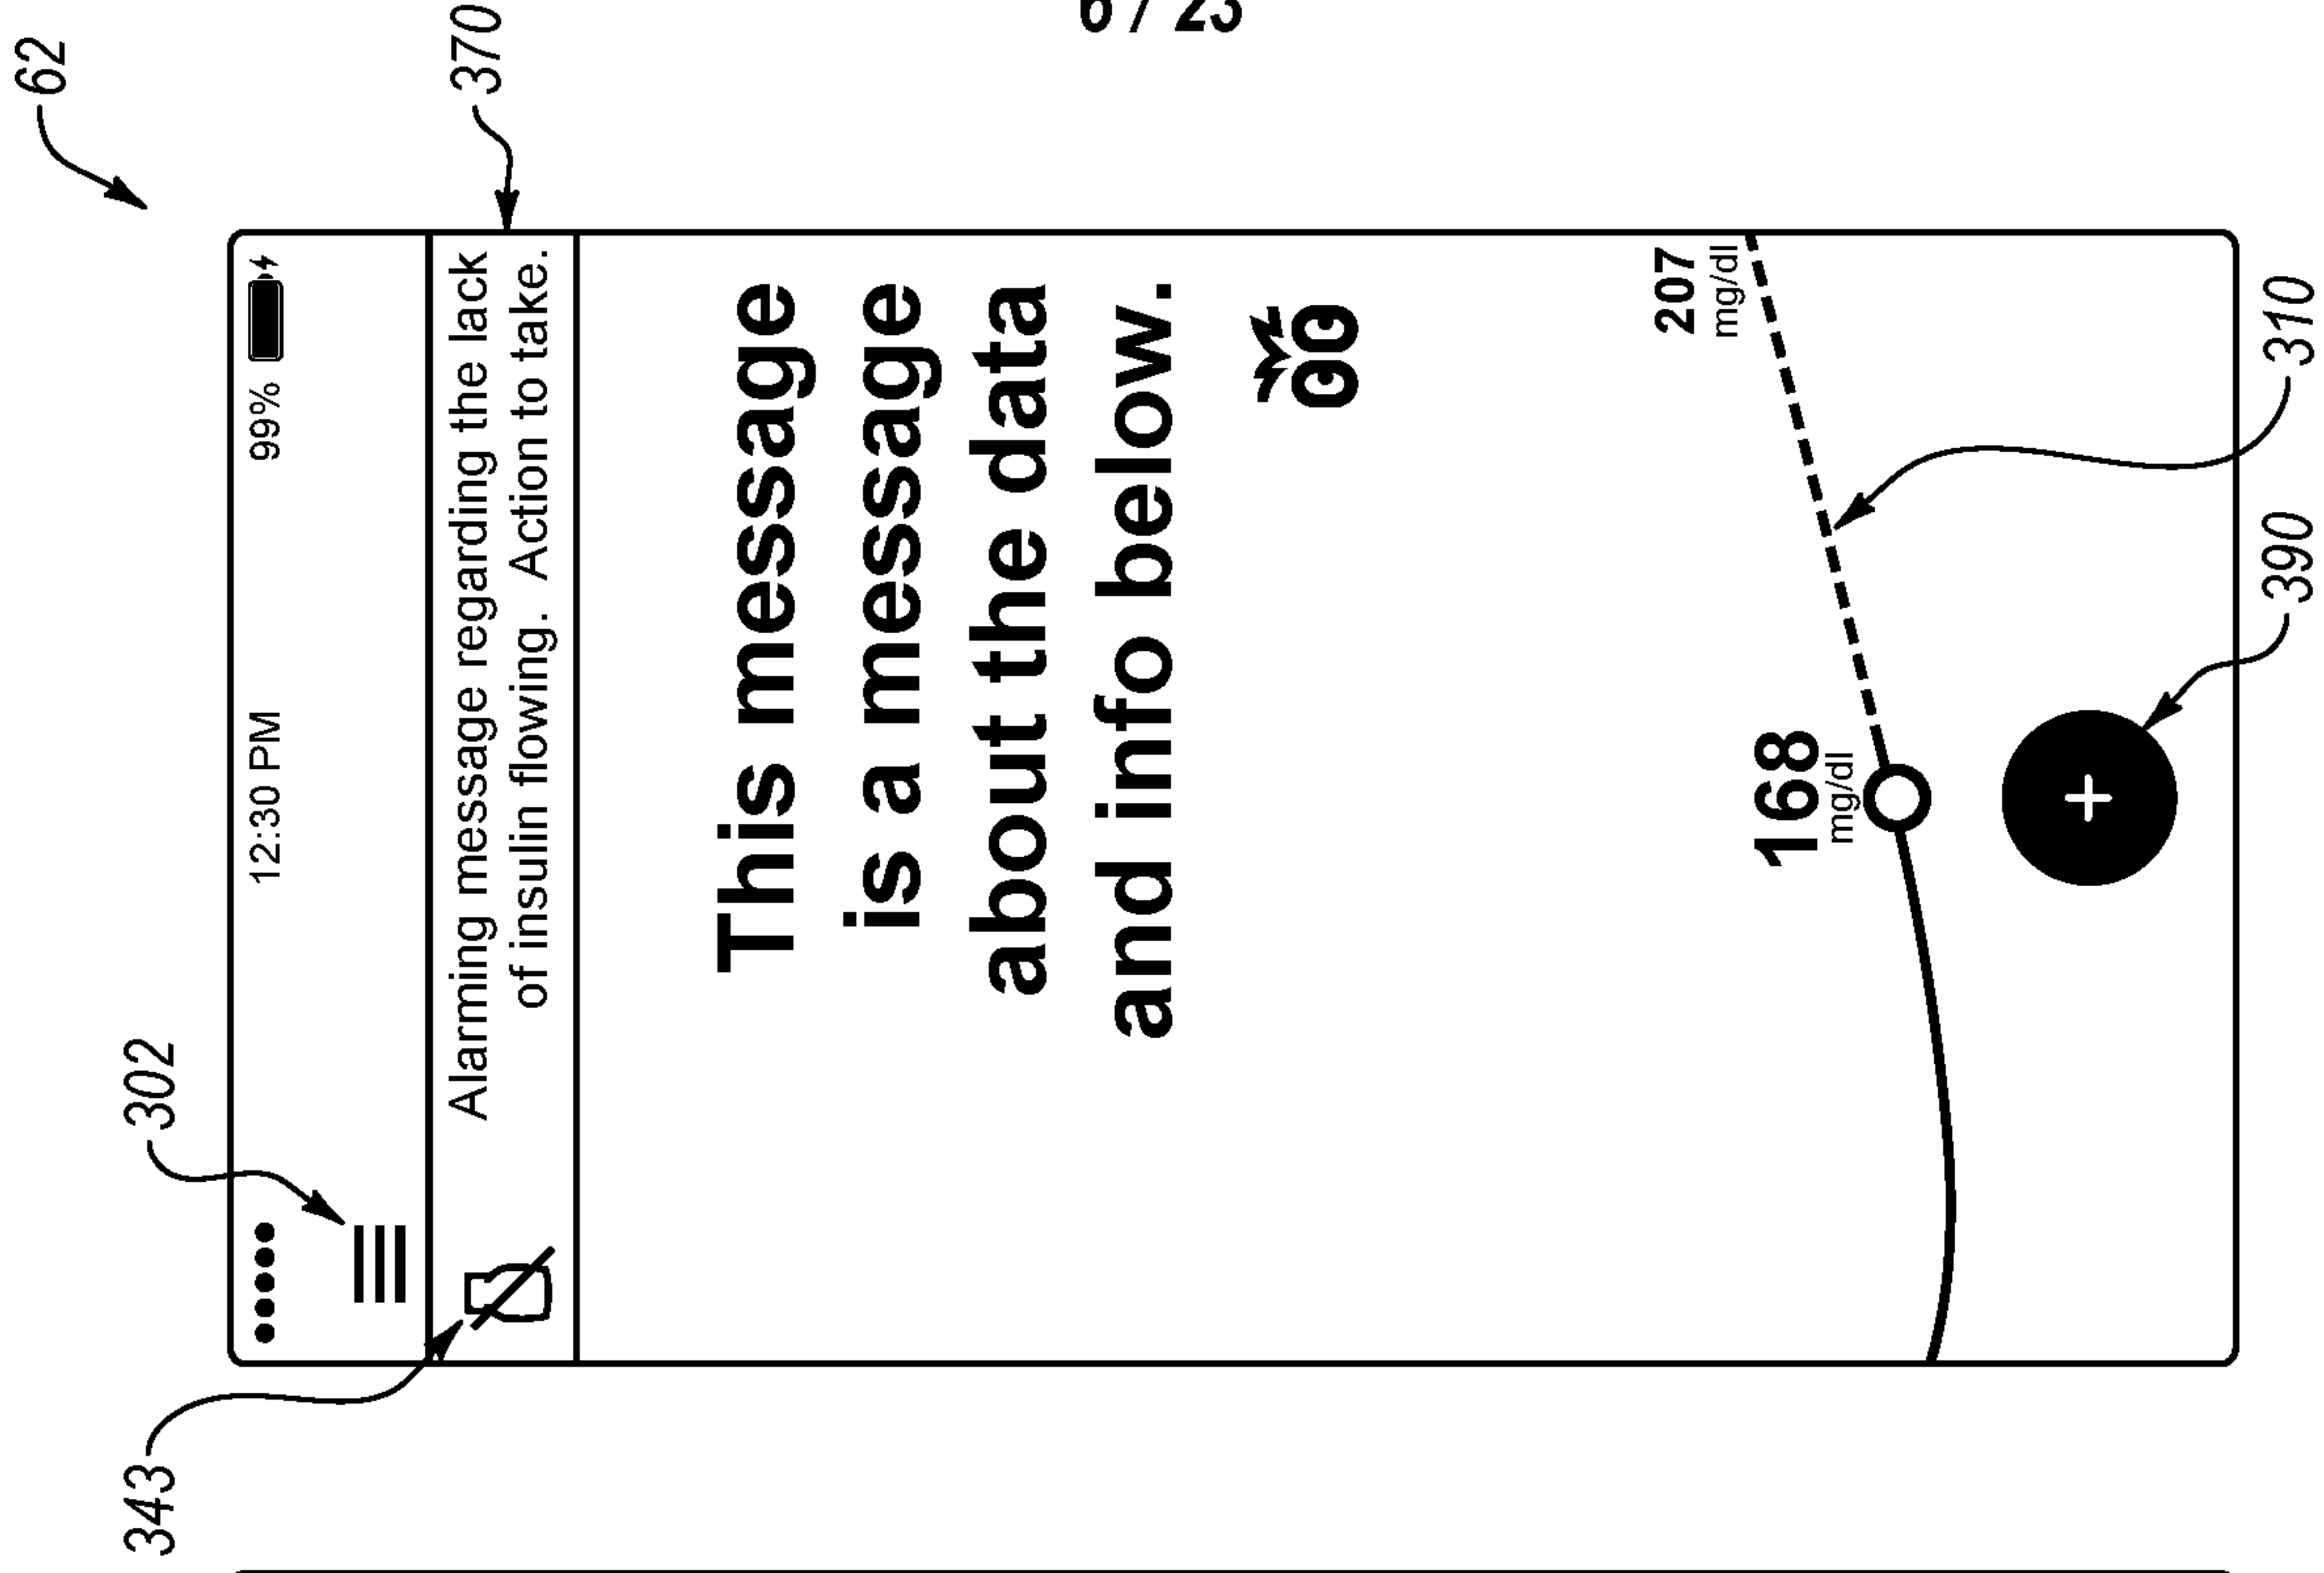 6 / 23
62
370
302
343
12:30 PM
99%
Alarming message regarding the lack
of insulin flowing. Action to take.
This message
is a message
about the data
and info below.
207
mg/dl
168
mg/dl
+
310
390